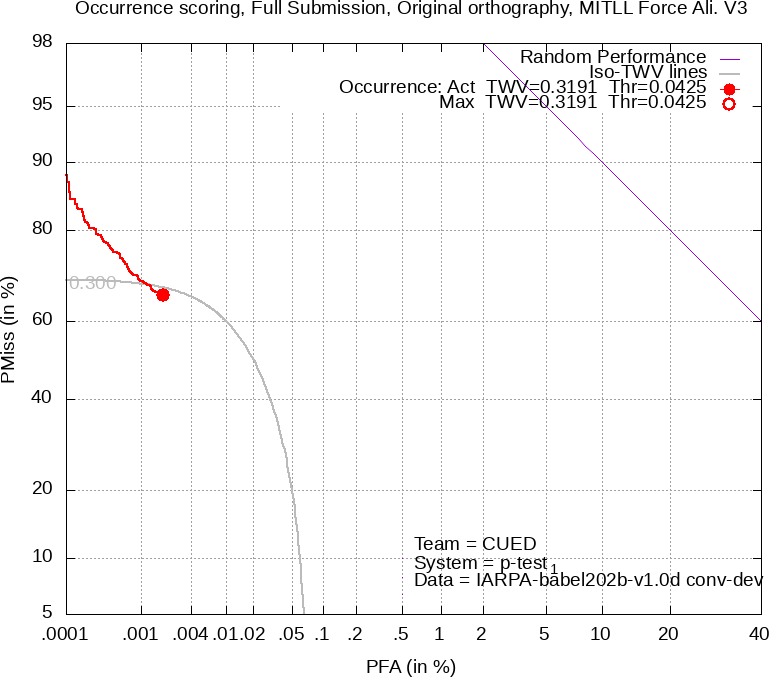 Occurrence scoring, Full Submission, Original orthography, MITLL Force Ali. V3
Random Performance
Iso-TWV lines
Occurrence: Act TWV=0.3191 Thr=0.0425
Max TWV=0.3191 Thr=0.0425
98
95
90
80
60
40
20
10
5
PMiss (in %)
0.300
Team = CUED
System = p-test1
Data = IARPA-babel202b-v1.0d conv-dev
.0001 .001 .004 .01 .02 .05 .1 .2 .5 1 2 5 10 20 40
PFA (in %)